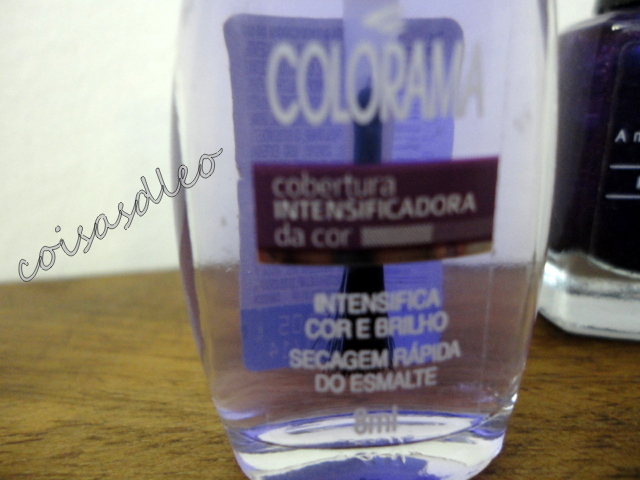 COLORAMA
cobertura
INTENSIFICADORA
da cor
INTENSIFICA
COR E BRILHO
SECAGEM RÁPIDA
DO ESMALTE
8ml
coisasdleo